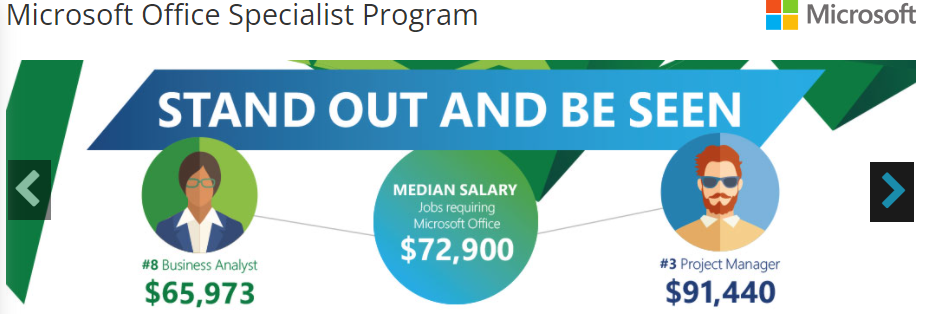 Microsoft Office Specialist Program
Microsoft
STAND OUT AND BE SEEN
MEDIAN SALARY
Jobs requiring
Microsoft Office
$72,900
#8 Business Analyst
$65,973
#3 Project Manager
$91,440